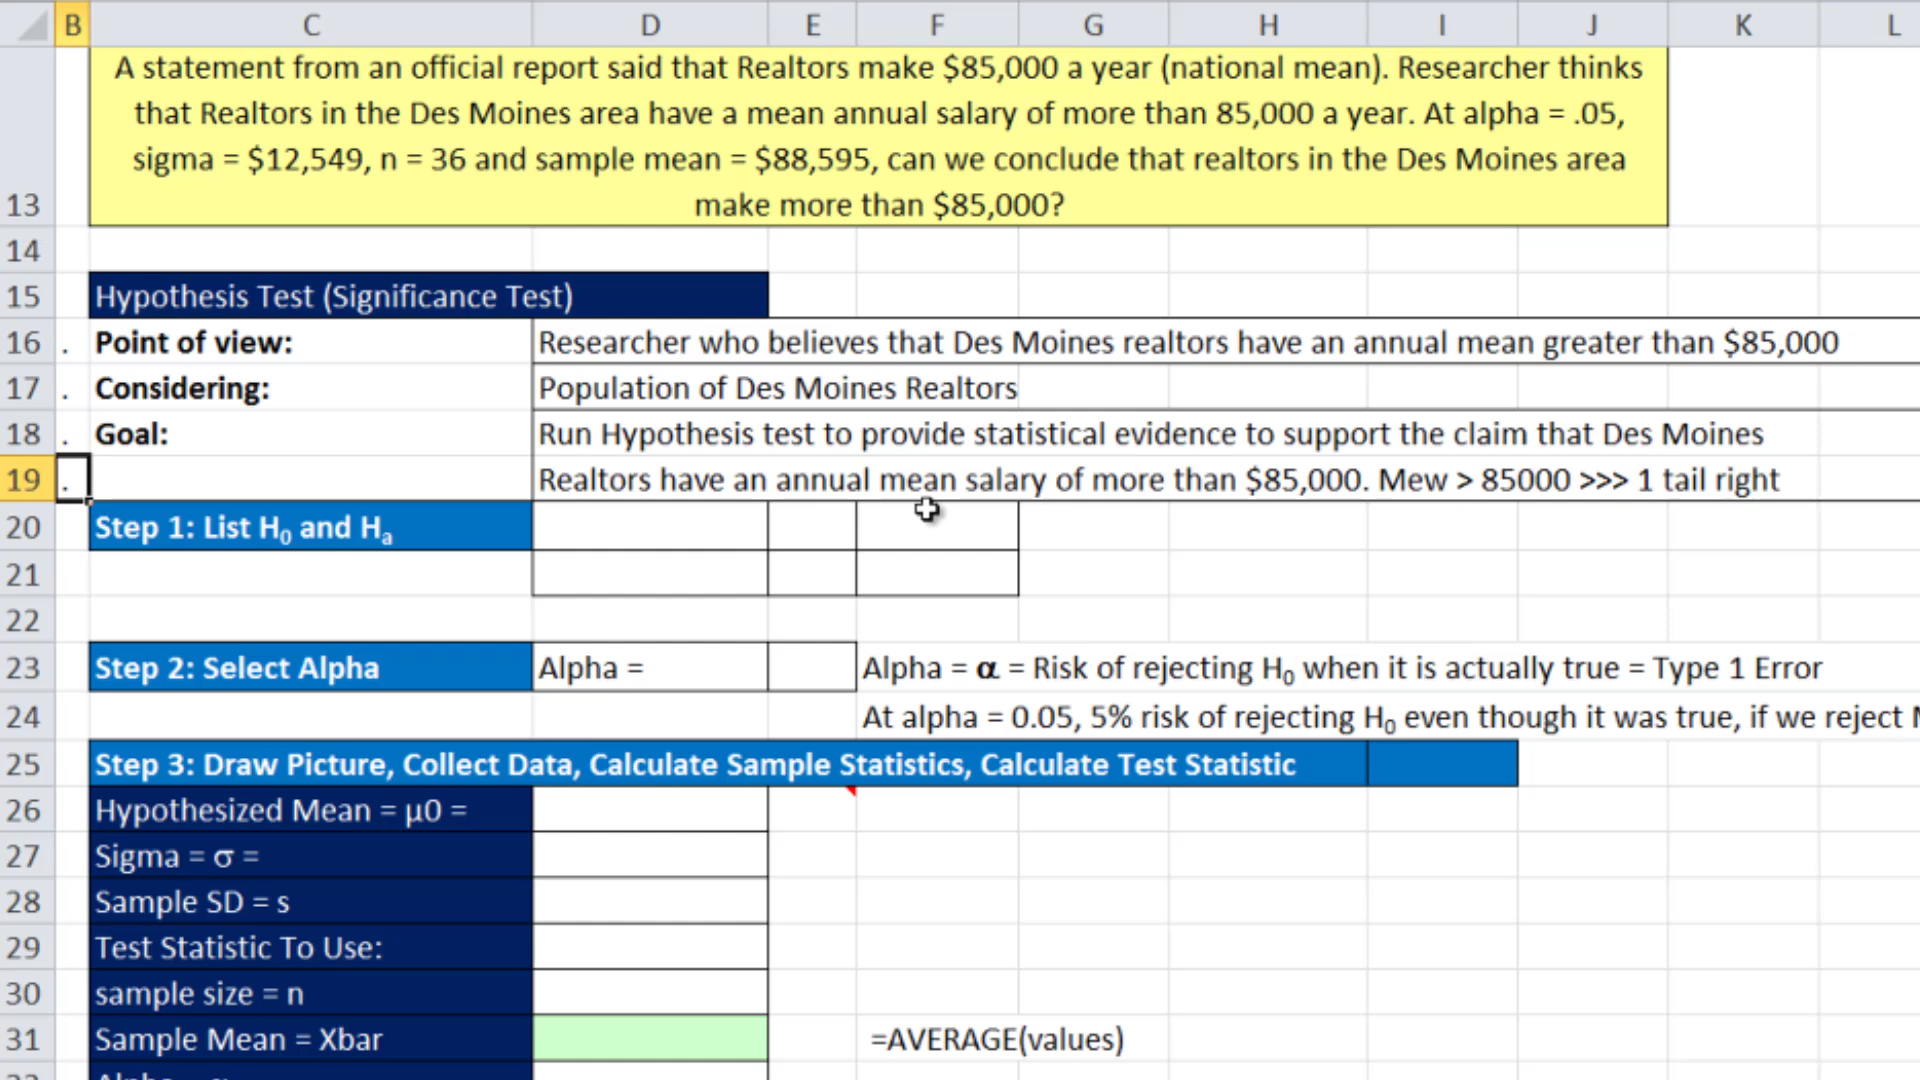 B C D E F G H I J K L
A statement from an official report said that Realtors make $85,000 a year (national mean). Researcher thinks
that Realtors in the Des Moines area have a mean annual salary of more than 85,000 a year. At alpha = .05,
sigma = $12,549, n = 36 and sample mean = $88,595, can we conclude that realtors in the Des Moines area
13 make more than $85,000?
14
15 Hypothesis Test (Significance Test)
16 . Point of view: Researcher who believes that Des Moines realtors have an annual mean greater than $85,000
17 . Considering: Population of Des Moines Realtors
18 . Goal: Run Hypothesis test to provide statistical evidence to support the claim that Des Moines
19 . Realtors have an annual mean salary of more than $85,000. Mew > 85000 >>> 1 tail right
20 Step 1: List H₀ and Hₐ
21
22
23 Step 2: Select Alpha Alpha = Alpha = α = Risk of rejecting H₀ when it is actually true = Type 1 Error
24 At alpha = 0.05, 5% risk of rejecting H₀ even though it was true, if we reject
25 Step 3: Draw Picture, Collect Data, Calculate Sample Statistics, Calculate Test Statistic
26 Hypothesized Mean = µ0 =
27 Sigma = σ =
28 Sample SD = s
29 Test Statistic To Use:
30 sample size = n
31 Sample Mean = Xbar =AVERAGE(values)